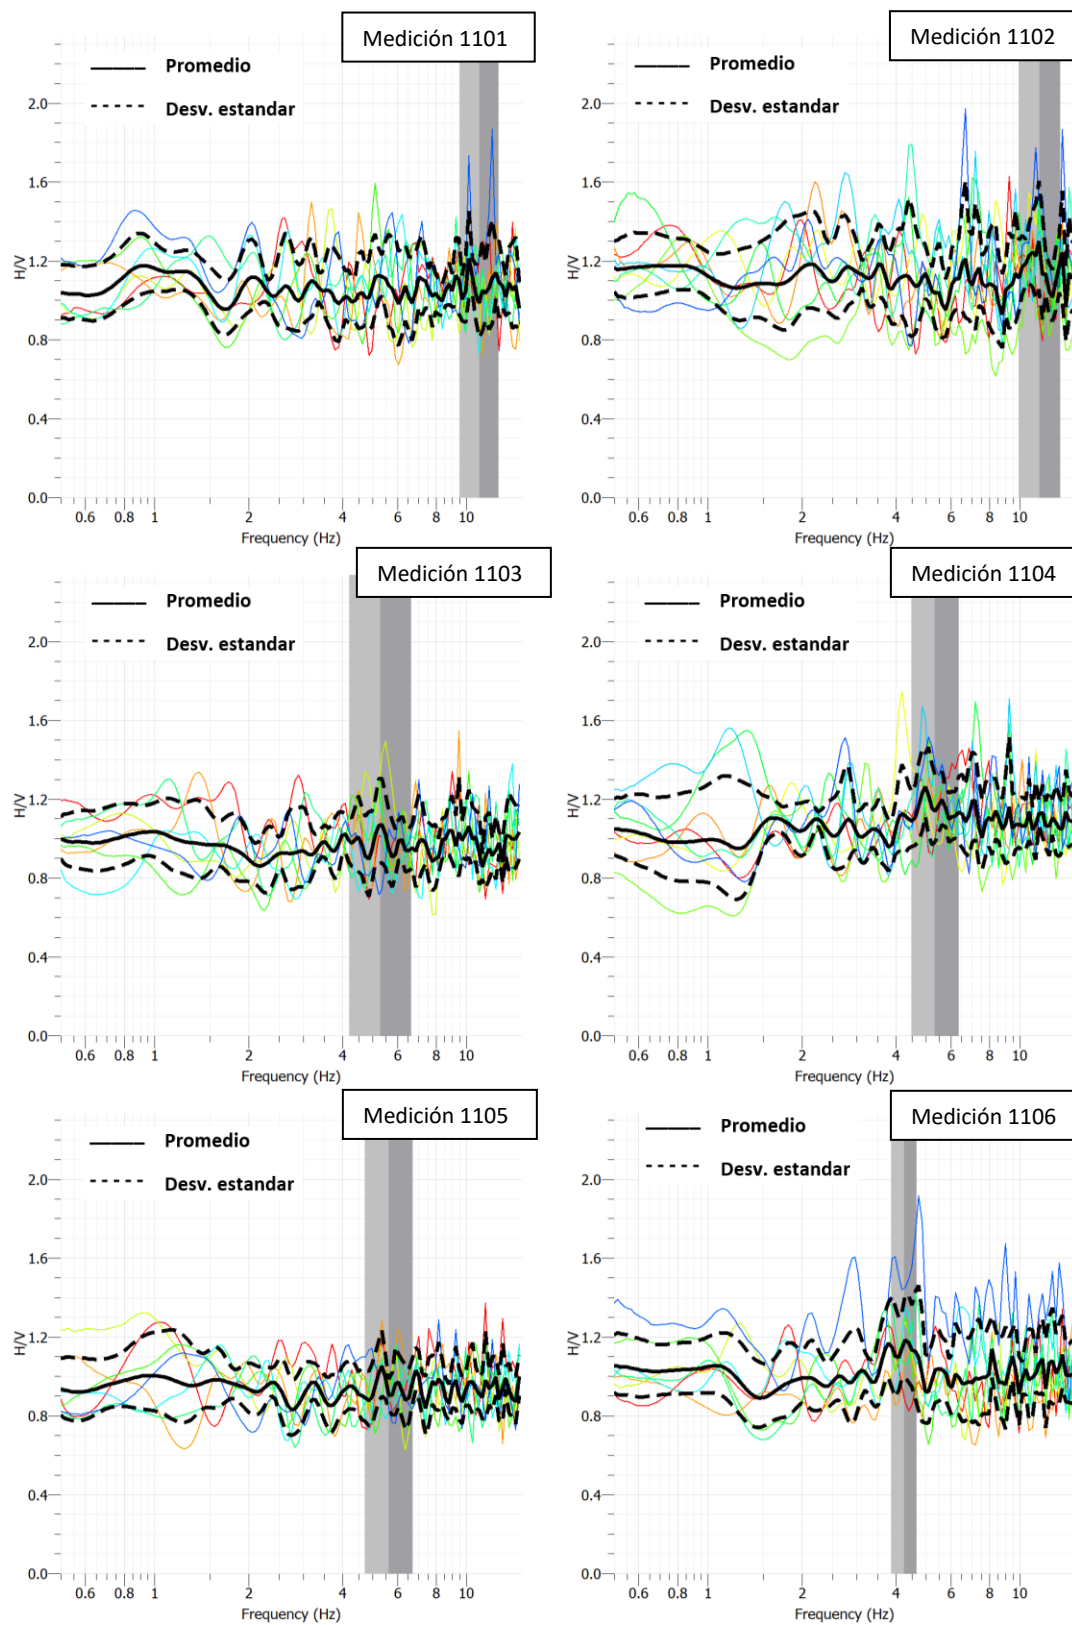 Medición 1101
Promedio
Desv. estandar
2.0
1.6
1.2
0.8
0.4
0.0
H/V
0.6 0.8 1 2 4 6 8 10
Frequency (Hz)
Medición 1102
Promedio
Desv. estandar
2.0
1.6
1.2
0.8
0.4
0.0
H/V
0.6 0.8 1 2 4 6 8 10
Frequency (Hz)
Medición 1103
Promedio
Desv. estandar
2.0
1.6
1.2
0.8
0.4
0.0
H/V
0.6 0.8 1 2 4 6 8 10
Frequency (Hz)
Medición 1104
Promedio
Desv. estandar
2.0
1.6
1.2
0.8
0.4
0.0
H/V
0.6 0.8 1 2 4 6 8 10
Frequency (Hz)
Medición 1105
Promedio
Desv. estandar
2.0
1.6
1.2
0.8
0.4
0.0
H/V
0.6 0.8 1 2 4 6 8 10
Frequency (Hz)
Medición 1106
Promedio
Desv. estandar
2.0
1.6
1.2
0.8
0.4
0.0
H/V
0.6 0.8 1 2 4 6 8 10
Frequency (Hz)